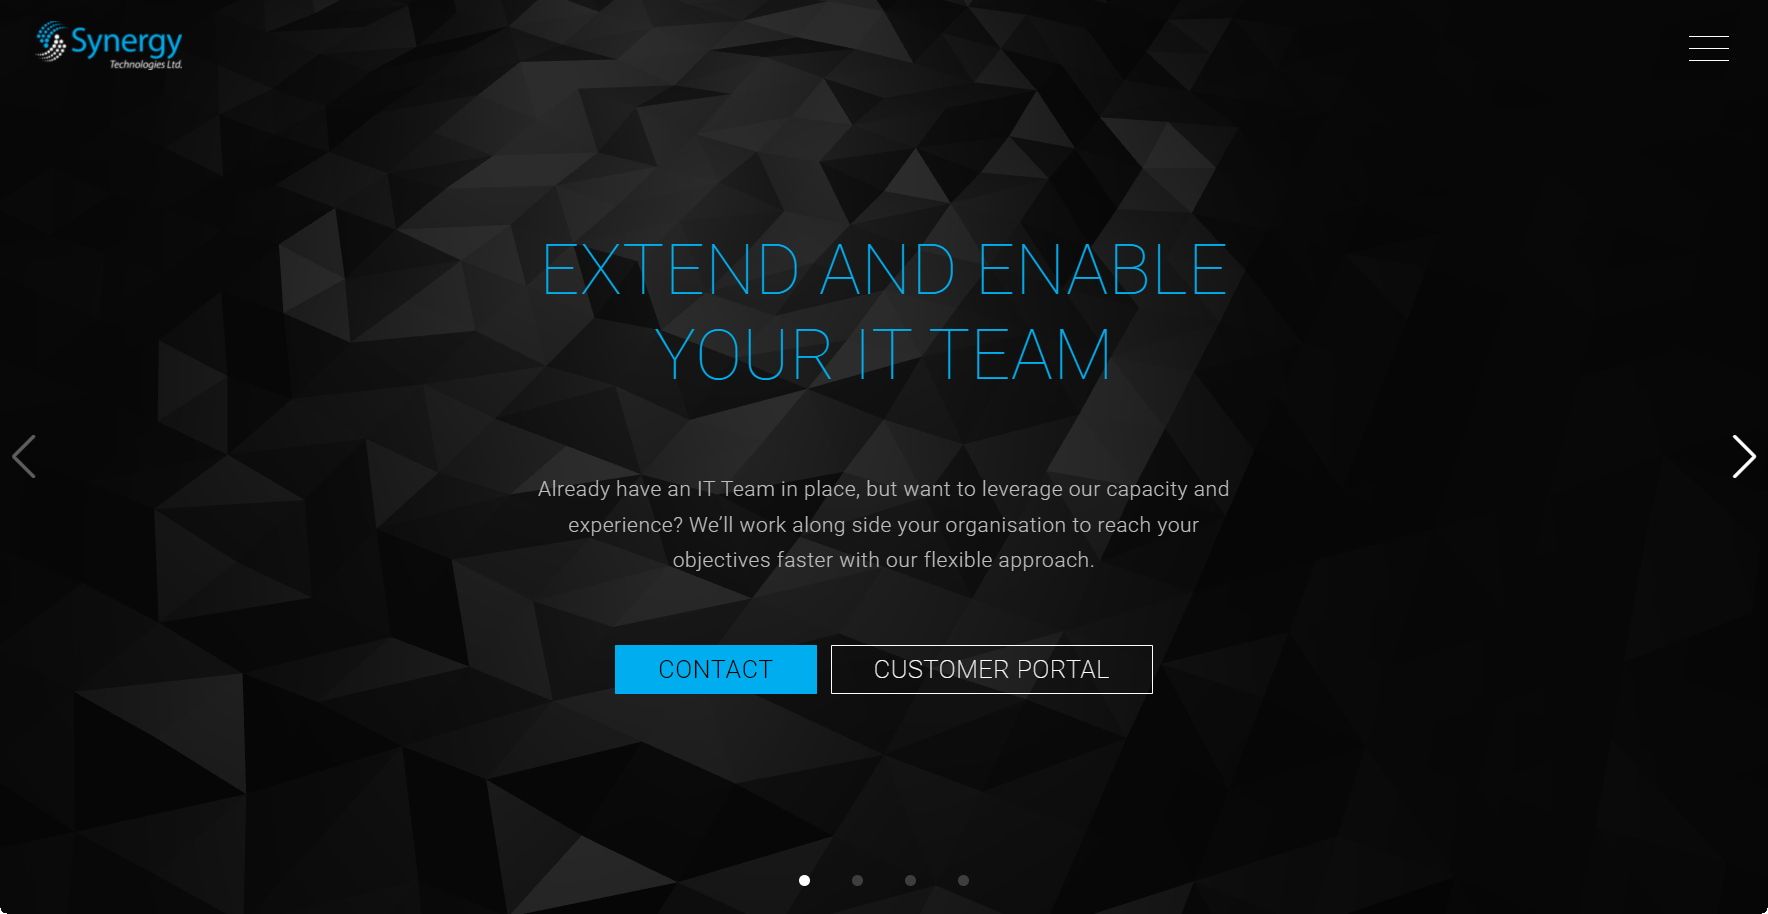 Synergy
Technologies Ltd.
EXTEND AND ENABLE
YOUR IT TEAM
Already have an IT Team in place, but want to leverage our capacity and
experience? We’ll work along side your organisation to reach your
objectives faster with our flexible approach.
CONTACT
CUSTOMER PORTAL